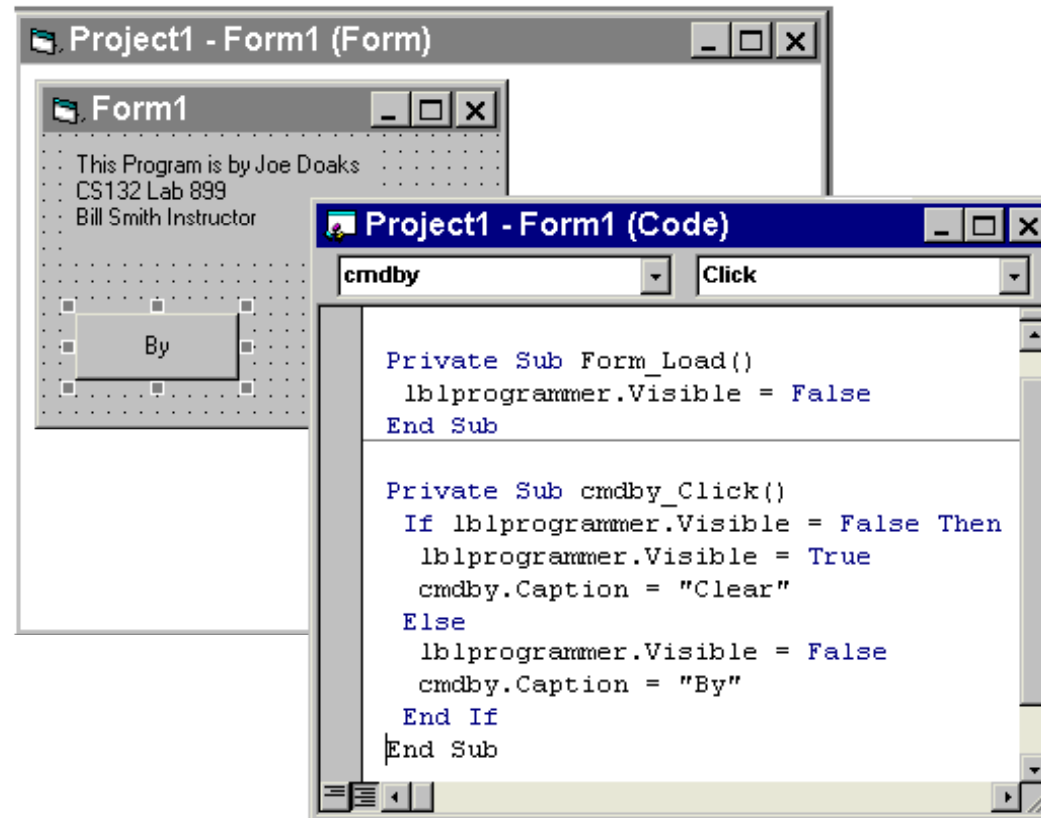 Project1 - Form1 (Form)
Form1
This Program is by Joe Doaks
CS132 Lab 899
Bill Smith Instructor
By
Project1 - Form1 (Code)
cmdby
Click
Private Sub Form_Load()
lblprogrammer.Visible = False
End Sub
Private Sub cmdby_Click()
If lblprogrammer.Visible = False Then
lblprogrammer.Visible = True
cmdby.Caption = "Clear"
Else
lblprogrammer.Visible = False
cmdby.Caption = "By"
End If
End Sub